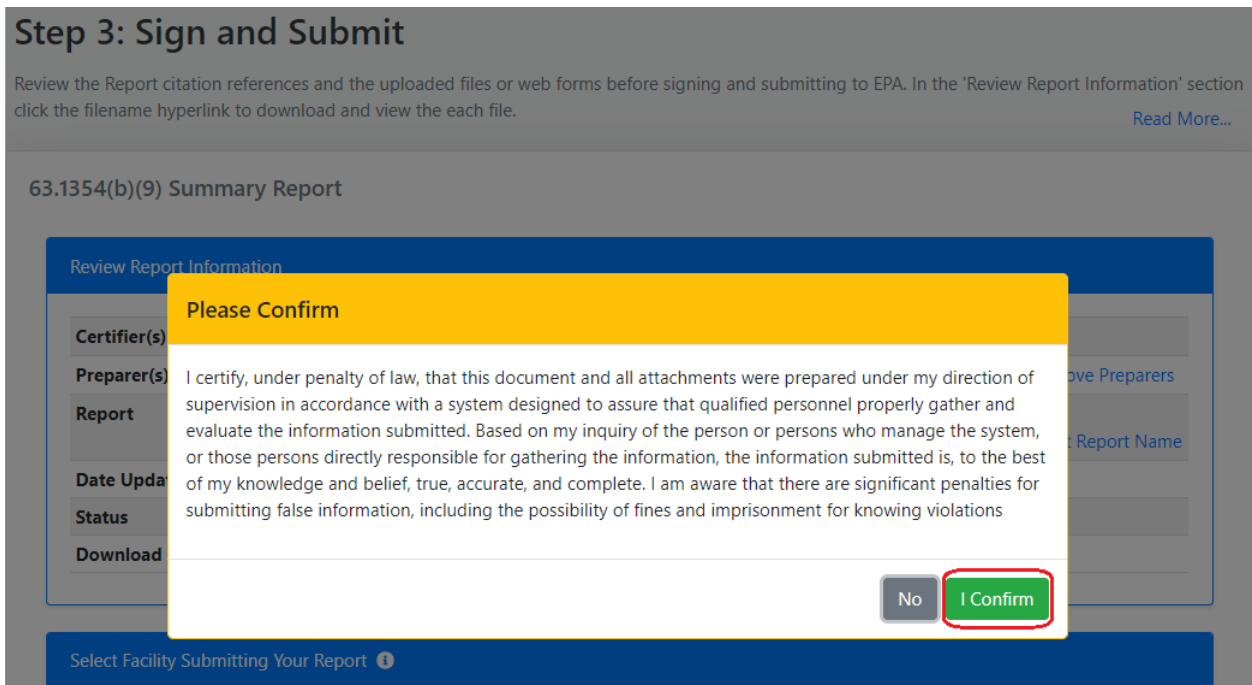 Step 3: Sign and Submit
Review the Report citation references and the uploaded files or web forms before signing and submitting to EPA. In the 'Review Report Information' section
click the filename hyperlink to download and view the each file.
Read More...
63.1354(b)(9) Summary Report
Review Report Information
Please Confirm
Certifier(s)
I certify, under penalty of law, that this document and all attachments were prepared under my direction of
Preparer(s)
supervision in accordance with a system designed to assure that qualified personnel properly gather and
Preparers
Report
evaluate the information submitted. Based on my inquiry of the person or persons who manage the system,
Report Name
or those persons directly responsible for gathering the information, the information submitted is, to the best
Date
of my knowledge and belief, true, accurate, and complete. I am aware that there are significant penalties for
Status
submitting false information, including the possibility of fines and imprisonment for knowing violations
Download
No
I Confirm
Select Facility Submitting Your Report